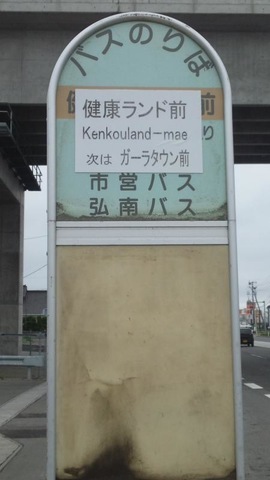 バスのりば
健康ランド前
Kenkouland-mae
次は ガーラタウン前
市営バス
弘南バス